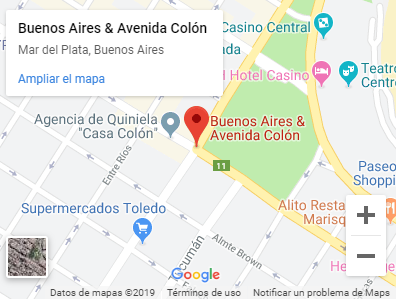 Buenos Aires & Avenida Colón
Mar del Plata, Buenos Aires
Ampliar el mapa
Casino Central
Hotel Casino
Teatro
Centro
Agencia de Quiniela
"Casa Colón"
Buenos Aires &
Avenida Colón
Entre Ríos
11
Paseo
Shoppi
Alito Resta
Marisq
Supermercados Toledo
Almte Brown
cumán
Google
Datos de mapas ©2019
Términos de uso
Notificar un problema de Maps